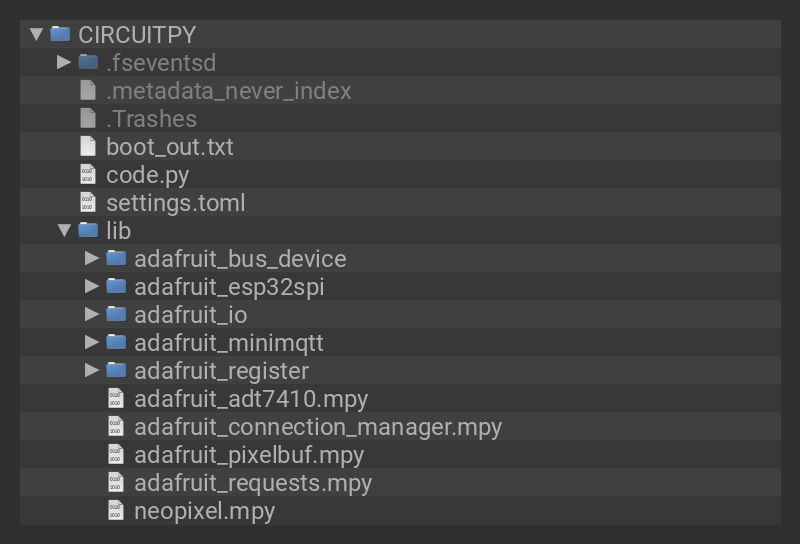 CIRCUITPY
.fseventsd
.metadata_never_index
.Trashes
boot_out.txt
code.py
settings.toml
lib
adafruit_bus_device
adafruit_esp32spi
adafruit_io
adafruit_minimqtt
adafruit_register
adafruit_adt7410.mpy
adafruit_connection_manager.mpy
adafruit_pixelbuf.mpy
adafruit_requests.mpy
neopixel.mpy